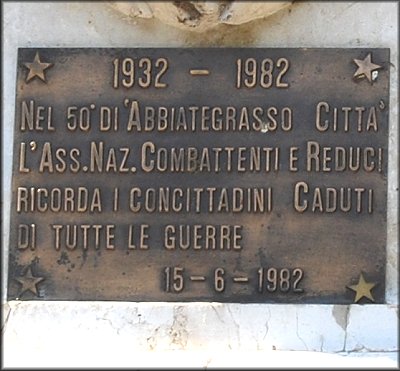 1932 - 1982
NEL 50° DI ABBIATEGRASSO CITTA'
L'ASS. NAZ. COMBATTENTI E REDUCI
RICORDA I CONCITTADINI CADUTI
DI TUTTE LE GUERRE
15-6-1982